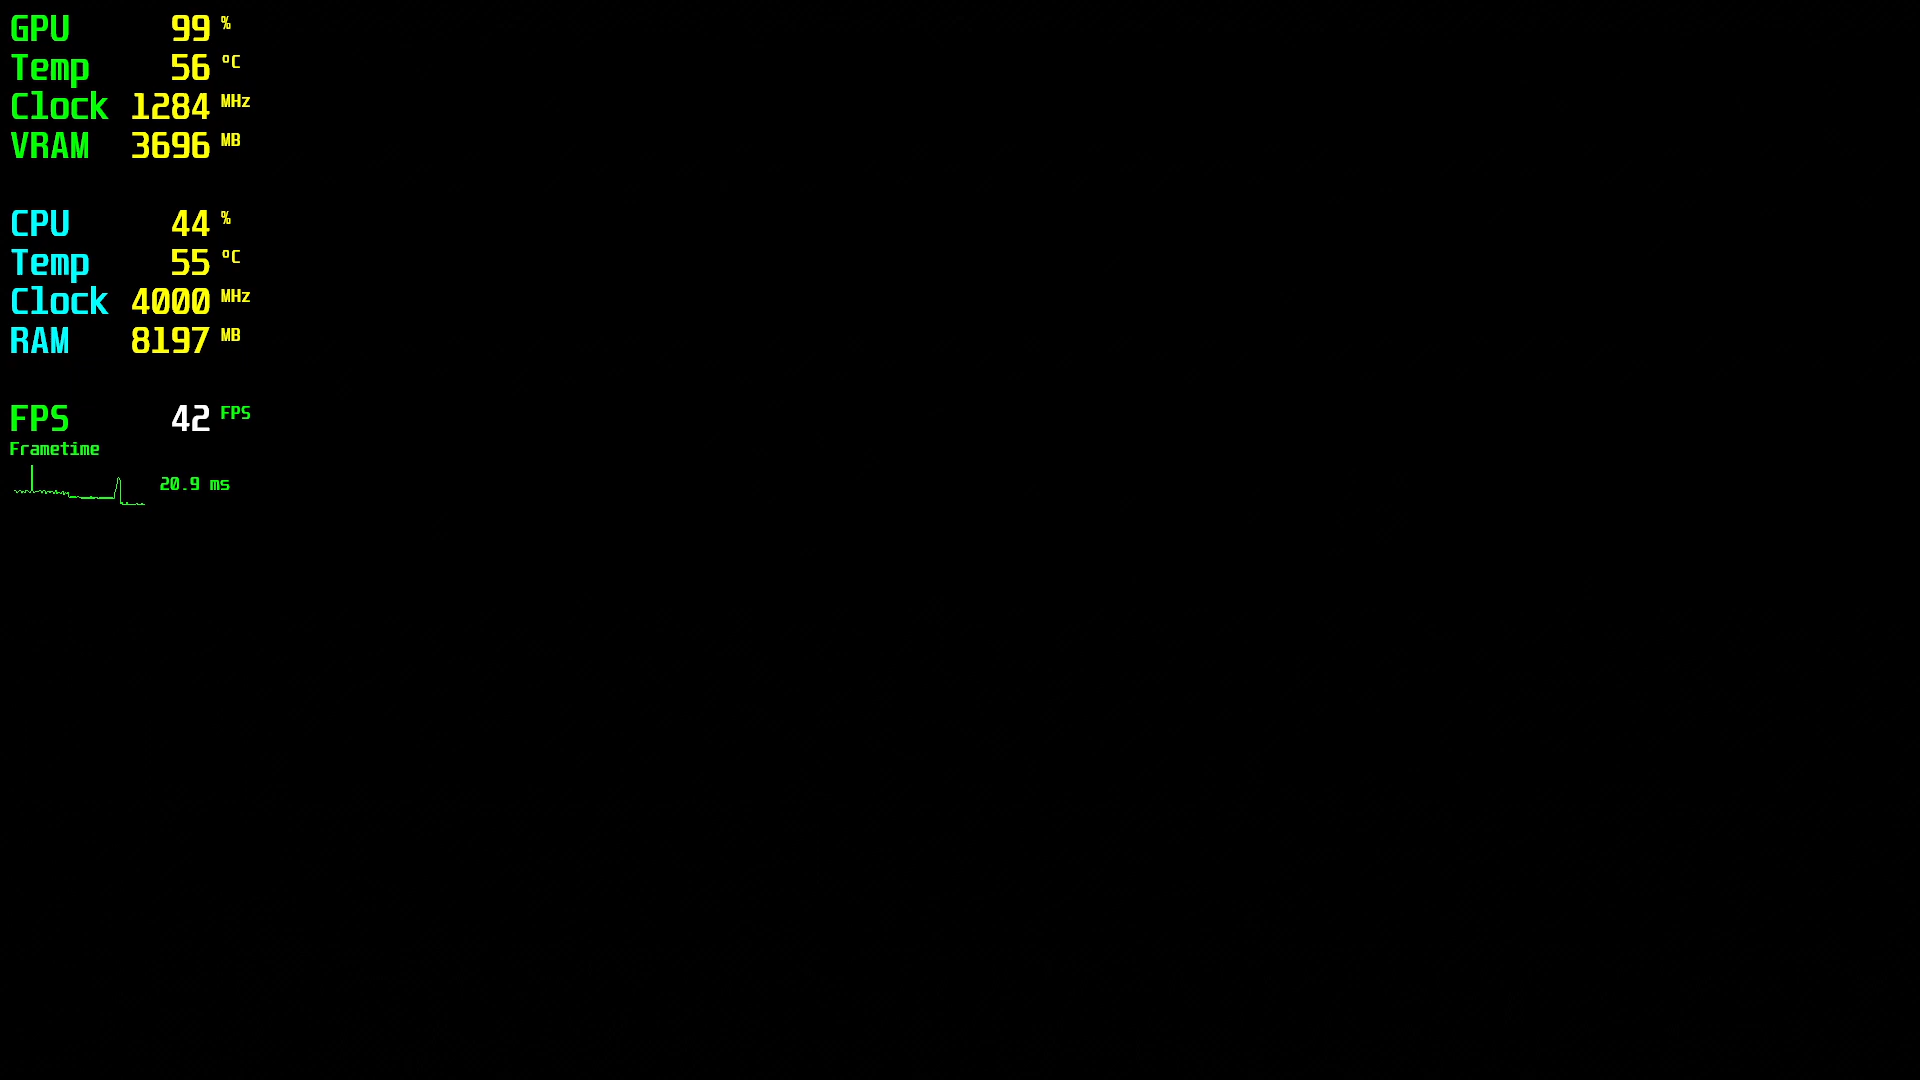 GPU 99 %
Temp 56 °C
Clock 1284 MHz
VRAM 3696 MB
CPU 44 %
Temp 55 °C
Clock 4000 MHz
RAM 8197 MB
FPS 42 FPS
Frametime
20.9 ms